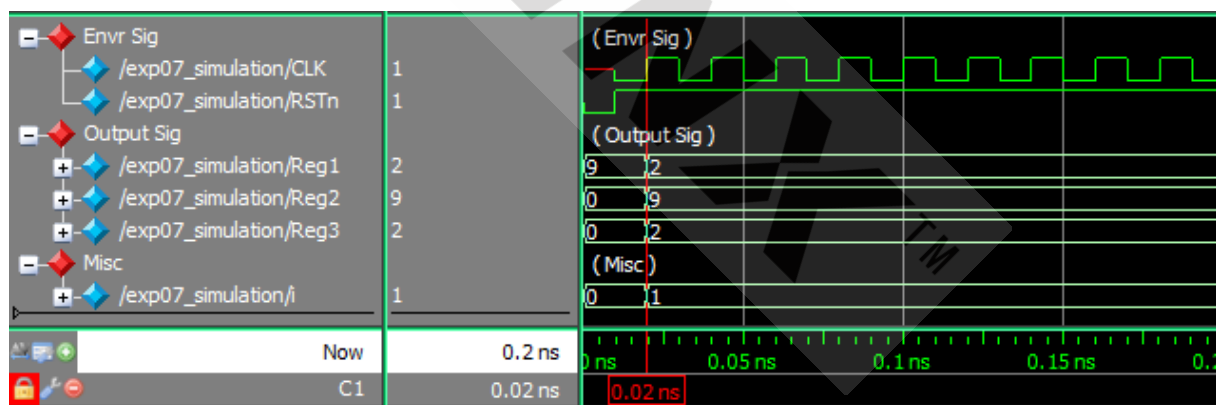 Envr Sig (Envr Sig)
/exp07_simulation/CLK 1
/exp07_simulation/RSTn 1
Output Sig (Output Sig)
/exp07_simulation/Reg1 2 9 2
/exp07_simulation/Reg2 9 0 9
/exp07_simulation/Reg3 2 0 2
Misc (Misc)
/exp07_simulation/i 1 0 1
Now 0.2 ns ns 0.05 ns 0.1 ns 0.15 ns
C1 0.02 ns 0.02 ns
TM